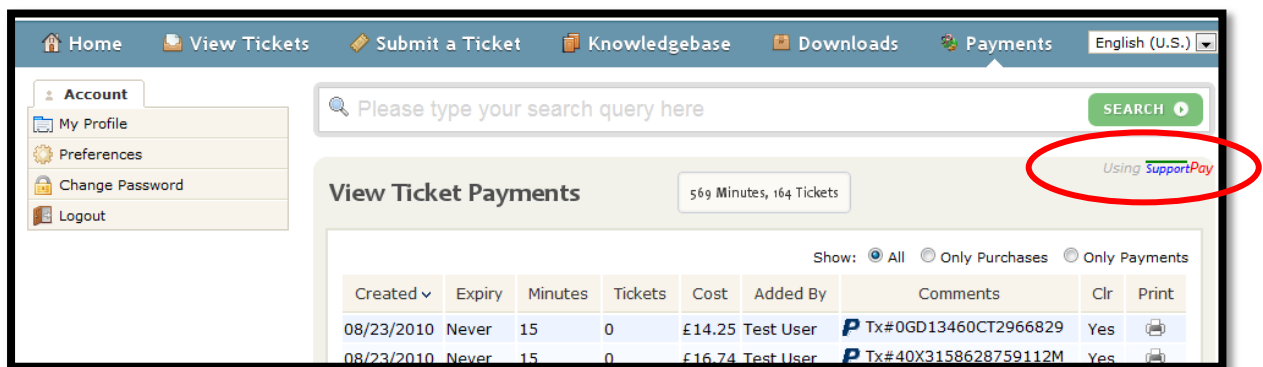 Home View Tickets Submit a Ticket Knowledgebase Downloads Payments English (U.S.)
Account
My Profile
Preferences
Change Password
Logout
Please type your search query here SEARCH
Using SupportPay
View Ticket Payments 569 Minutes, 164 Tickets
Show: All Only Purchases Only Payments
Created Expiry Minutes Tickets Cost Added By Comments Clr Print
08/23/2010 Never 15 0 £14.25 Test User Tx#0GD13460CT2966829 Yes
08/23/2010 Never 15 0 £16.74 Test User Tx#40X3158628759112M Yes